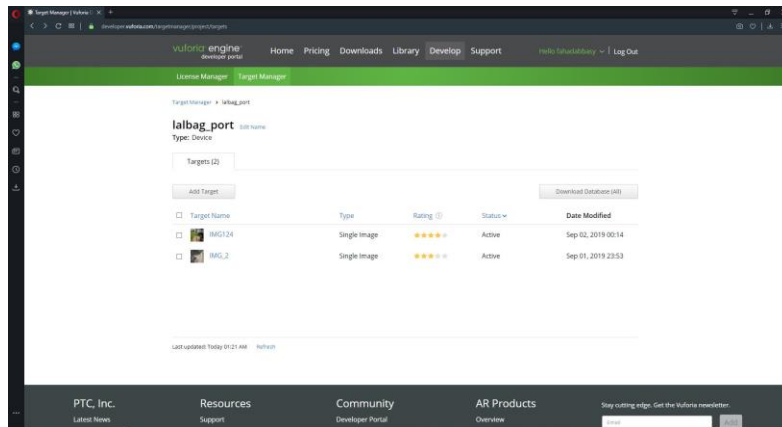 Target Manager | Vuforia
developer.vuforia.com/targetmanager/project/targets
vuforia engine
developer portal
Home Pricing Downloads Library Develop Support
Hello fahadabbasy Log Out
License Manager Target Manager
Target Manager > lalbag_port
lalbag_port Edit Name
Type: Device
Targets (2)
Add Target Download Database (All)
Target Name Type Rating Status Date Modified
IMG124 Single Image Active Sep 02, 2019 00:14
IMG_2 Single Image Active Sep 01, 2019 23:53
Last updated: Today 01:21 AM Refresh
PTC, Inc. Resources Community AR Products Stay cutting edge. Get the Vuforia newsletter.
Latest News Support Developer Portal Overview Email Add